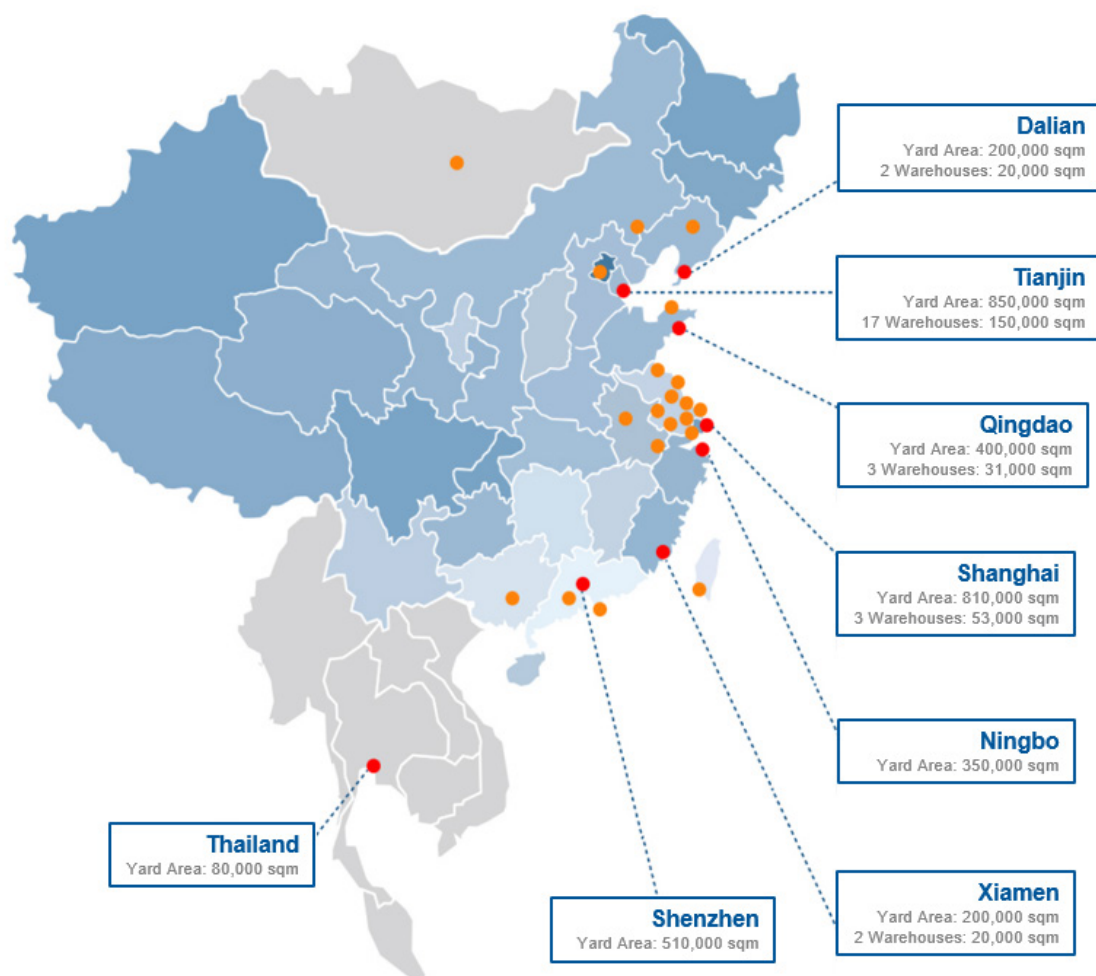 Dalian
Yard Area: 200,000 sqm
2 Warehouses: 20,000 sqm
Tianjin
Yard Area: 850,000 sqm
17 Warehouses: 150,000 sqm
Qingdao
Yard Area: 400,000 sqm
3 Warehouses: 31,000 sqm
Shanghai
Yard Area: 810,000 sqm
3 Warehouses: 53,000 sqm
Ningbo
Yard Area: 350,000 sqm
Thailand
Yard Area: 80,000 sqm
Shenzhen
Yard Area: 510,000 sqm
Xiamen
Yard Area: 200,000 sqm
2 Warehouses: 20,000 sqm